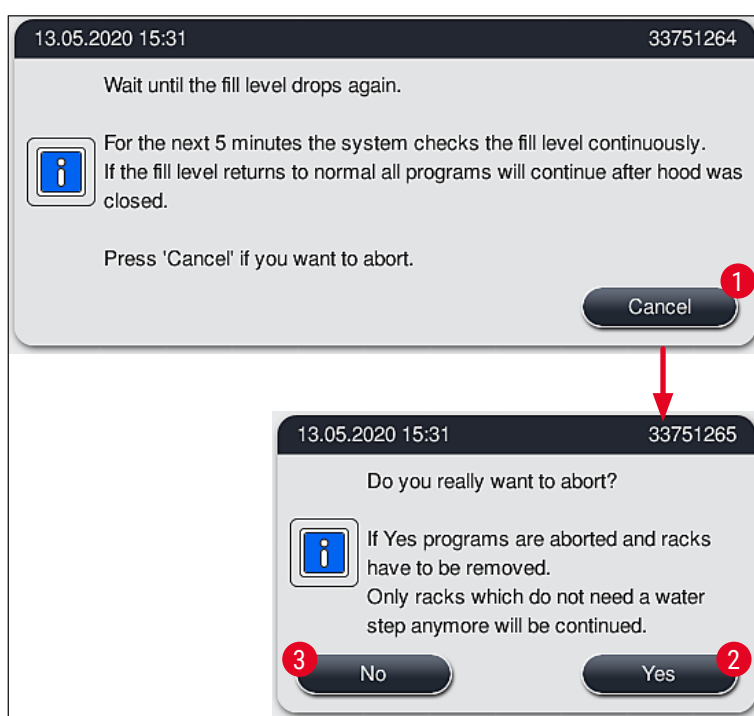 13.05.2020 15:31 33751264
Wait until the fill level drops again.
For the next 5 minutes the system checks the fill level continuously.
If the fill level returns to normal all programs will continue after hood was
closed.
Press 'Cancel' if you want to abort.
1
Cancel
13.05.2020 15:31 33751265
Do you really want to abort?
If Yes programs are aborted and racks
have to be removed.
Only racks which do not need a water
step anymore will be continued.
3 No Yes 2